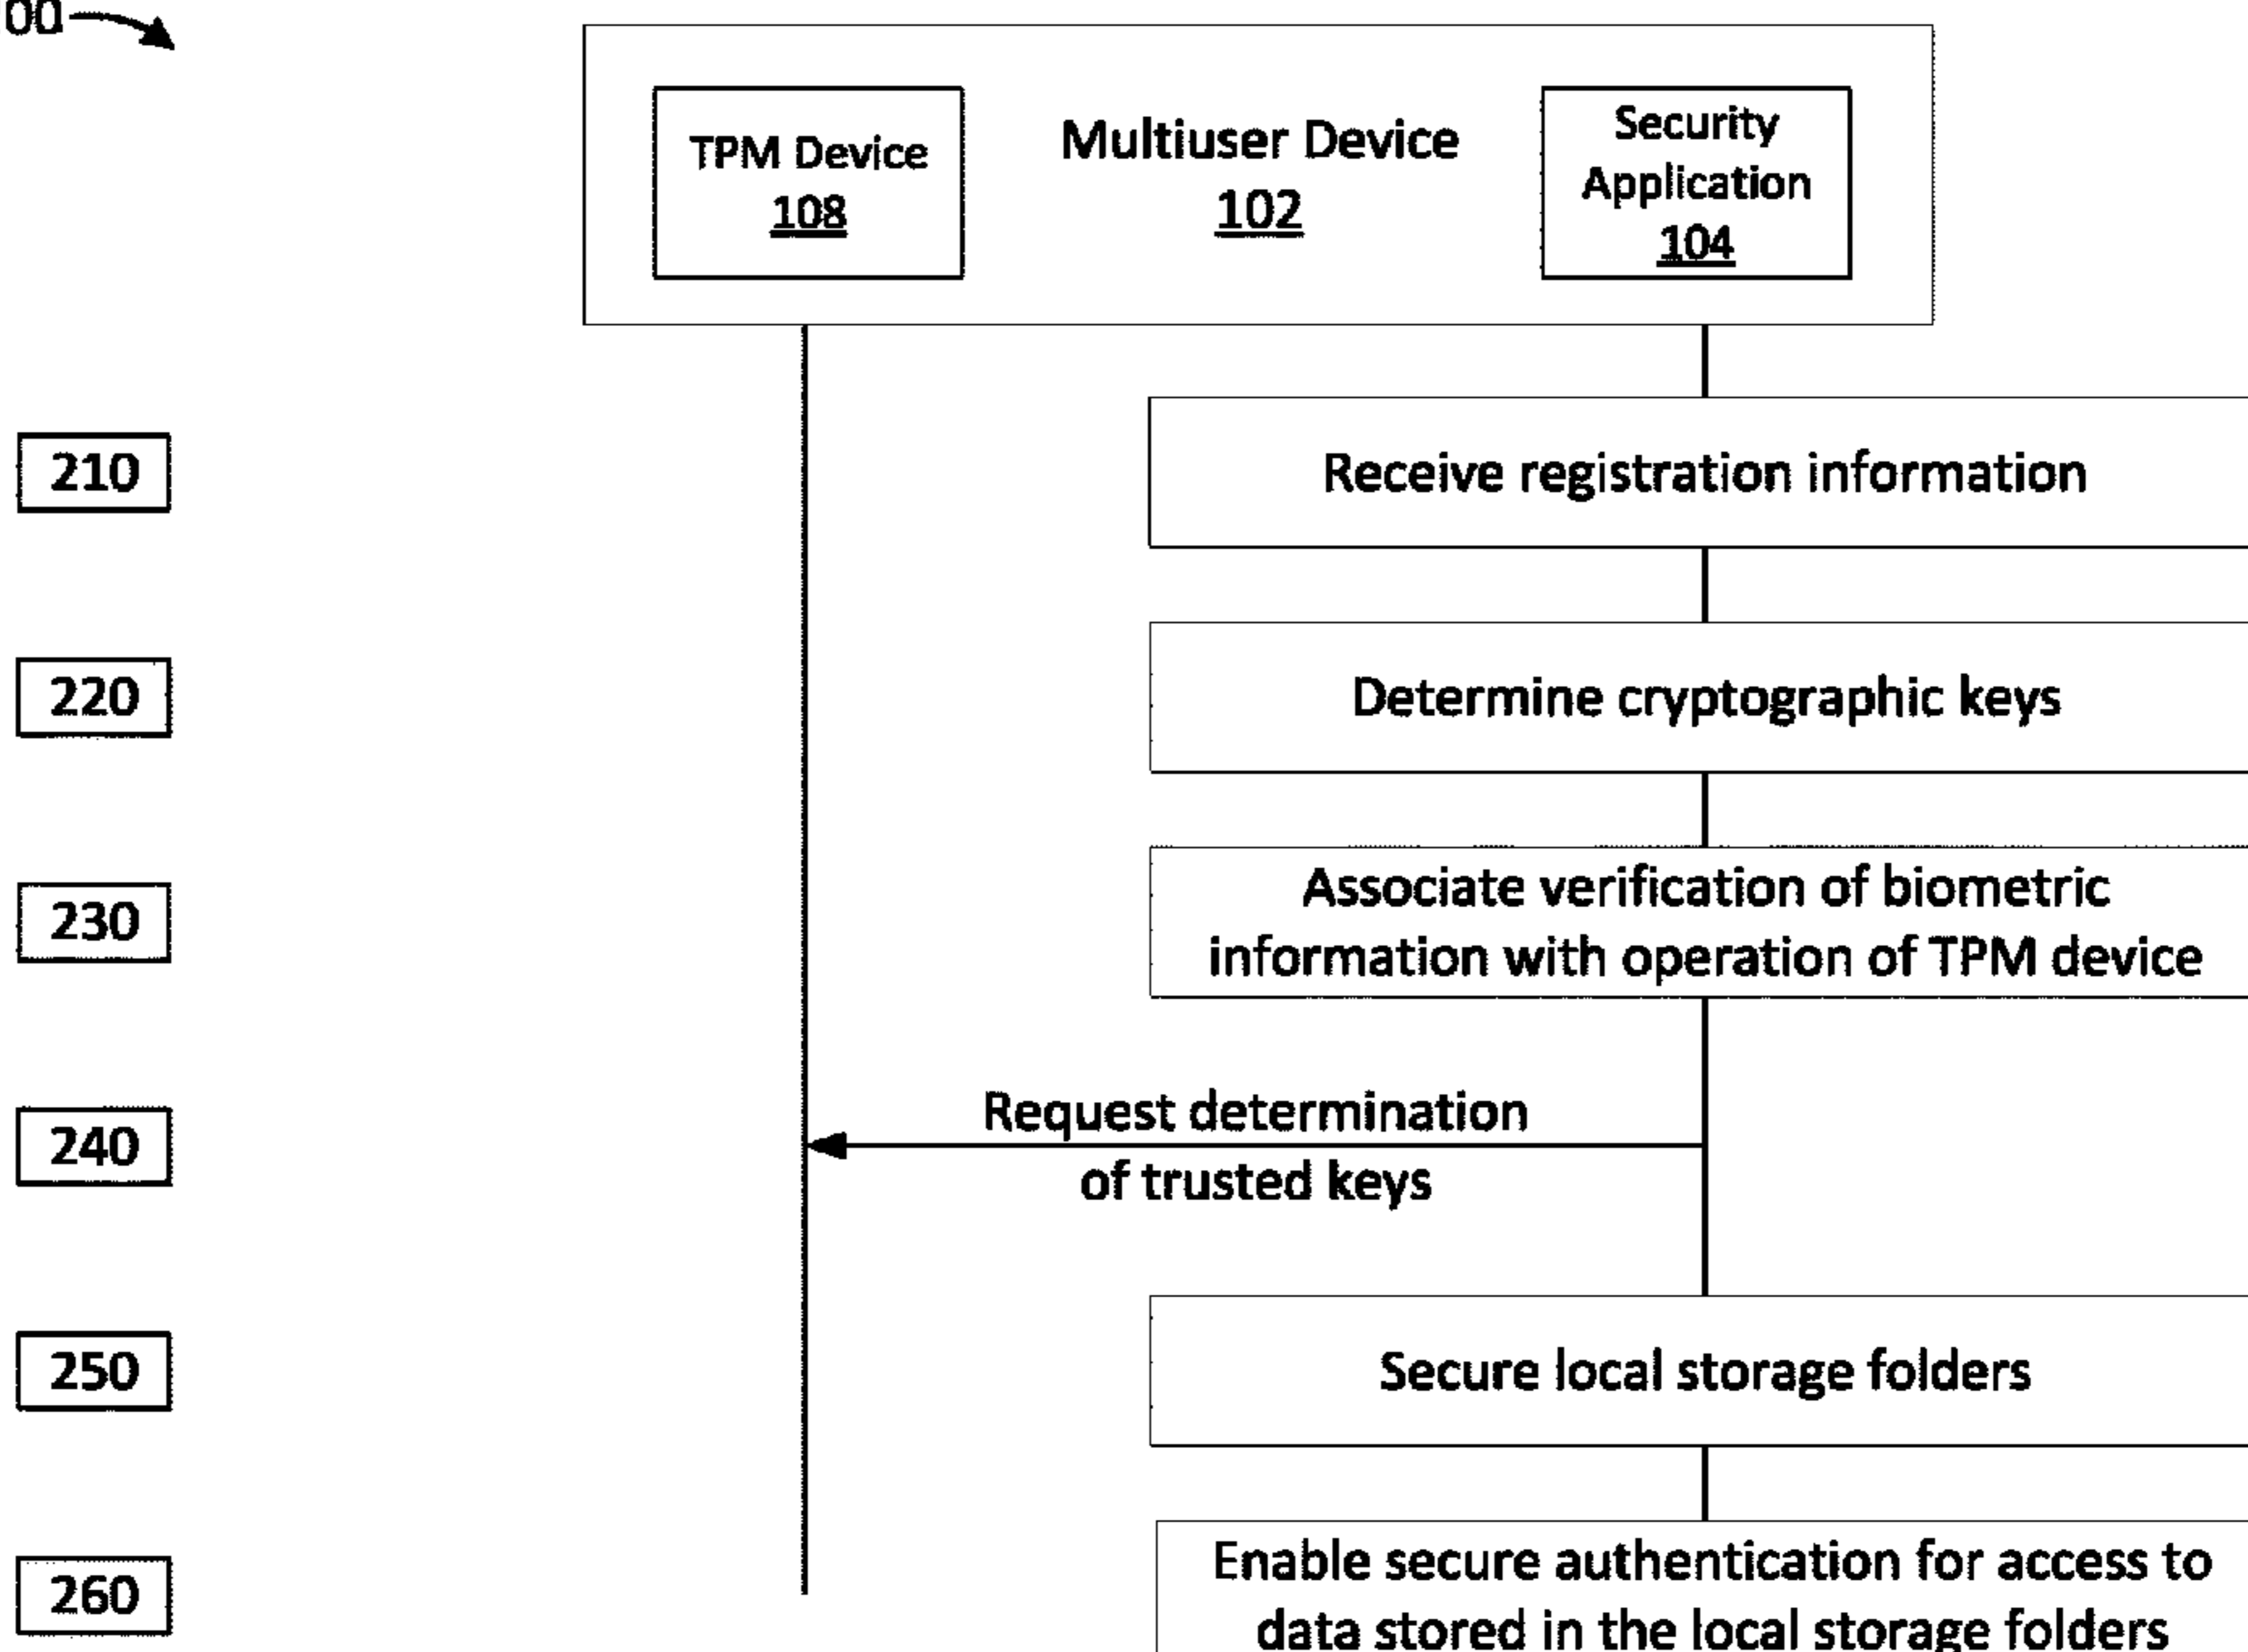 00
TPM Device
108
Multiuser Device
102
Security
Application
104
210
Receive registration information
220
Determine cryptographic keys
230
Associate verification of biometric
information with operation of TPM device
240
Request determination
of trusted keys
250
Secure local storage folders
260
Enable secure authentication for access to
data stored in the local storage folders